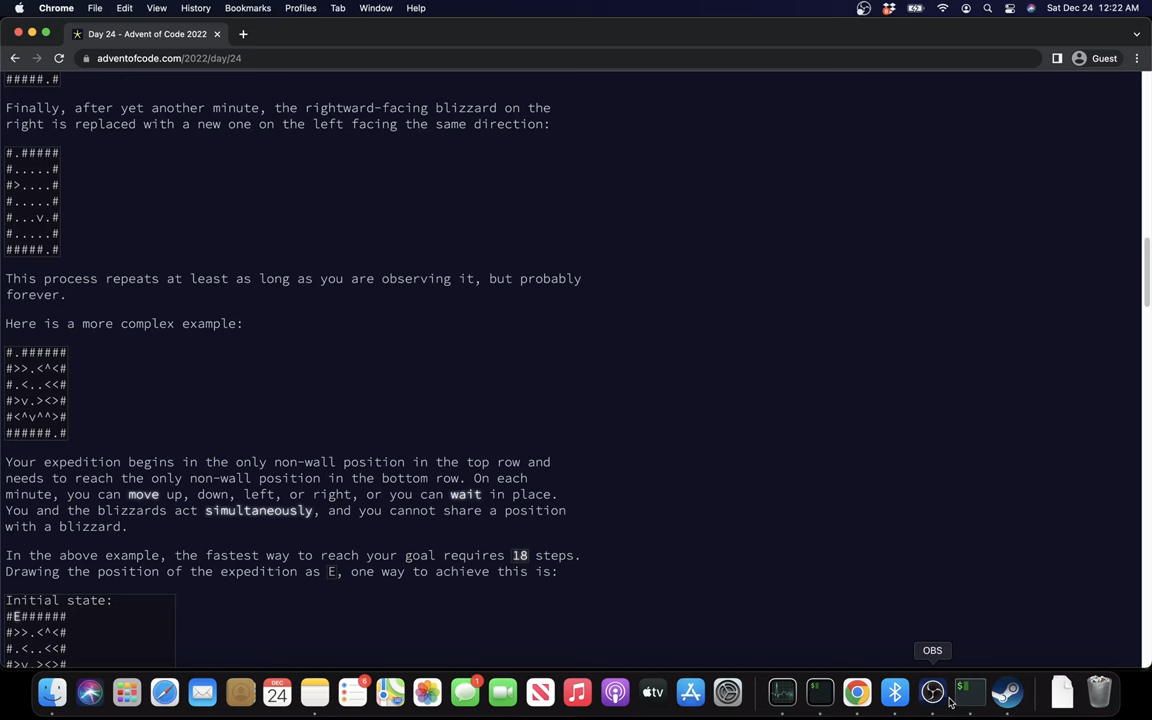 Chrome File Edit View History Bookmarks Profiles Tab Window Help Sat Dec 24 12:22 AM
Day 24 - Advent of Code 2022
adventofcode.com/2022/day/24 Guest
#####.#
Finally, after yet another minute, the rightward-facing blizzard on the
right is replaced with a new one on the left facing the same direction:
#.#####
#.....#
#>....#
#.....#
#...v.#
#.....#
#####.#
This process repeats at least as long as you are observing it, but probably
forever.
Here is a more complex example:
#.######
#>>.<^<#
#.<..<<#
#>v.><>#
#<^v^^>#
######.#
Your expedition begins in the only non-wall position in the top row and
needs to reach the only non-wall position in the bottom row. On each
minute, you can move up, down, left, or right, or you can wait in place.
You and the blizzards act simultaneously, and you cannot share a position
with a blizzard.
In the above example, the fastest way to reach your goal requires 18 steps.
Drawing the position of the expedition as E, one way to achieve this is:
Initial state:
#E######
#>>.<^<#
#.<..<<#
#>v.><>#
OBS
DEC
24
6
1
tv
$
$